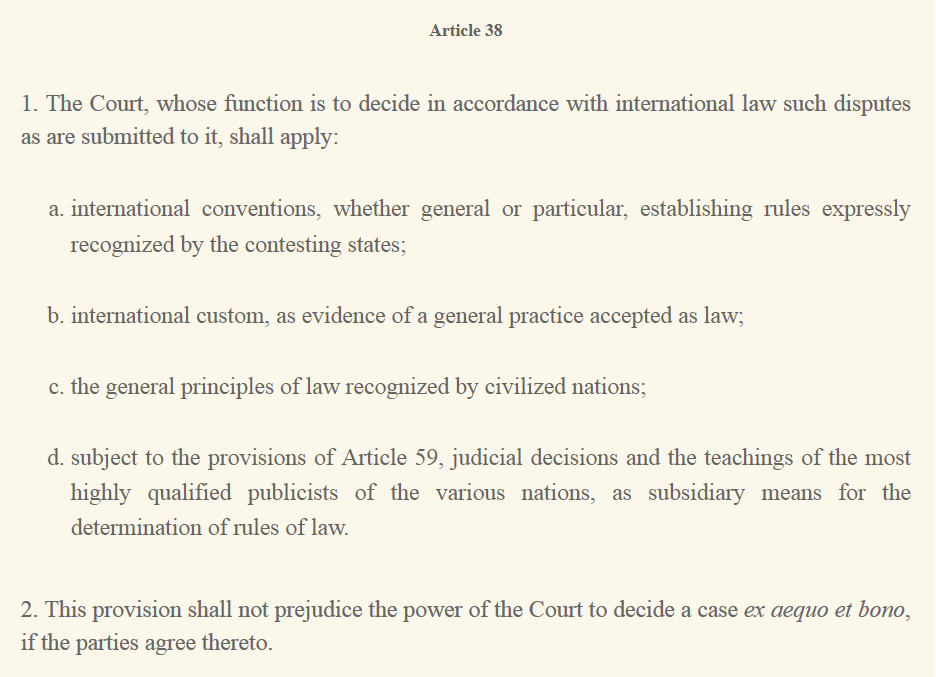 Article 38
1. The Court, whose function is to decide in accordance with international law such disputes
as are submitted to it, shall apply:
a. international conventions, whether general or particular, establishing rules expressly
recognized by the contesting states;
b. international custom, as evidence of a general practice accepted as law;
c. the general principles of law recognized by civilized nations;
d. subject to the provisions of Article 59, judicial decisions and the teachings of the most
highly qualified publicists of the various nations, as subsidiary means for the
determination of rules of law.
2. This provision shall not prejudice the power of the Court to decide a case ex aequo et bono,
if the parties agree thereto.